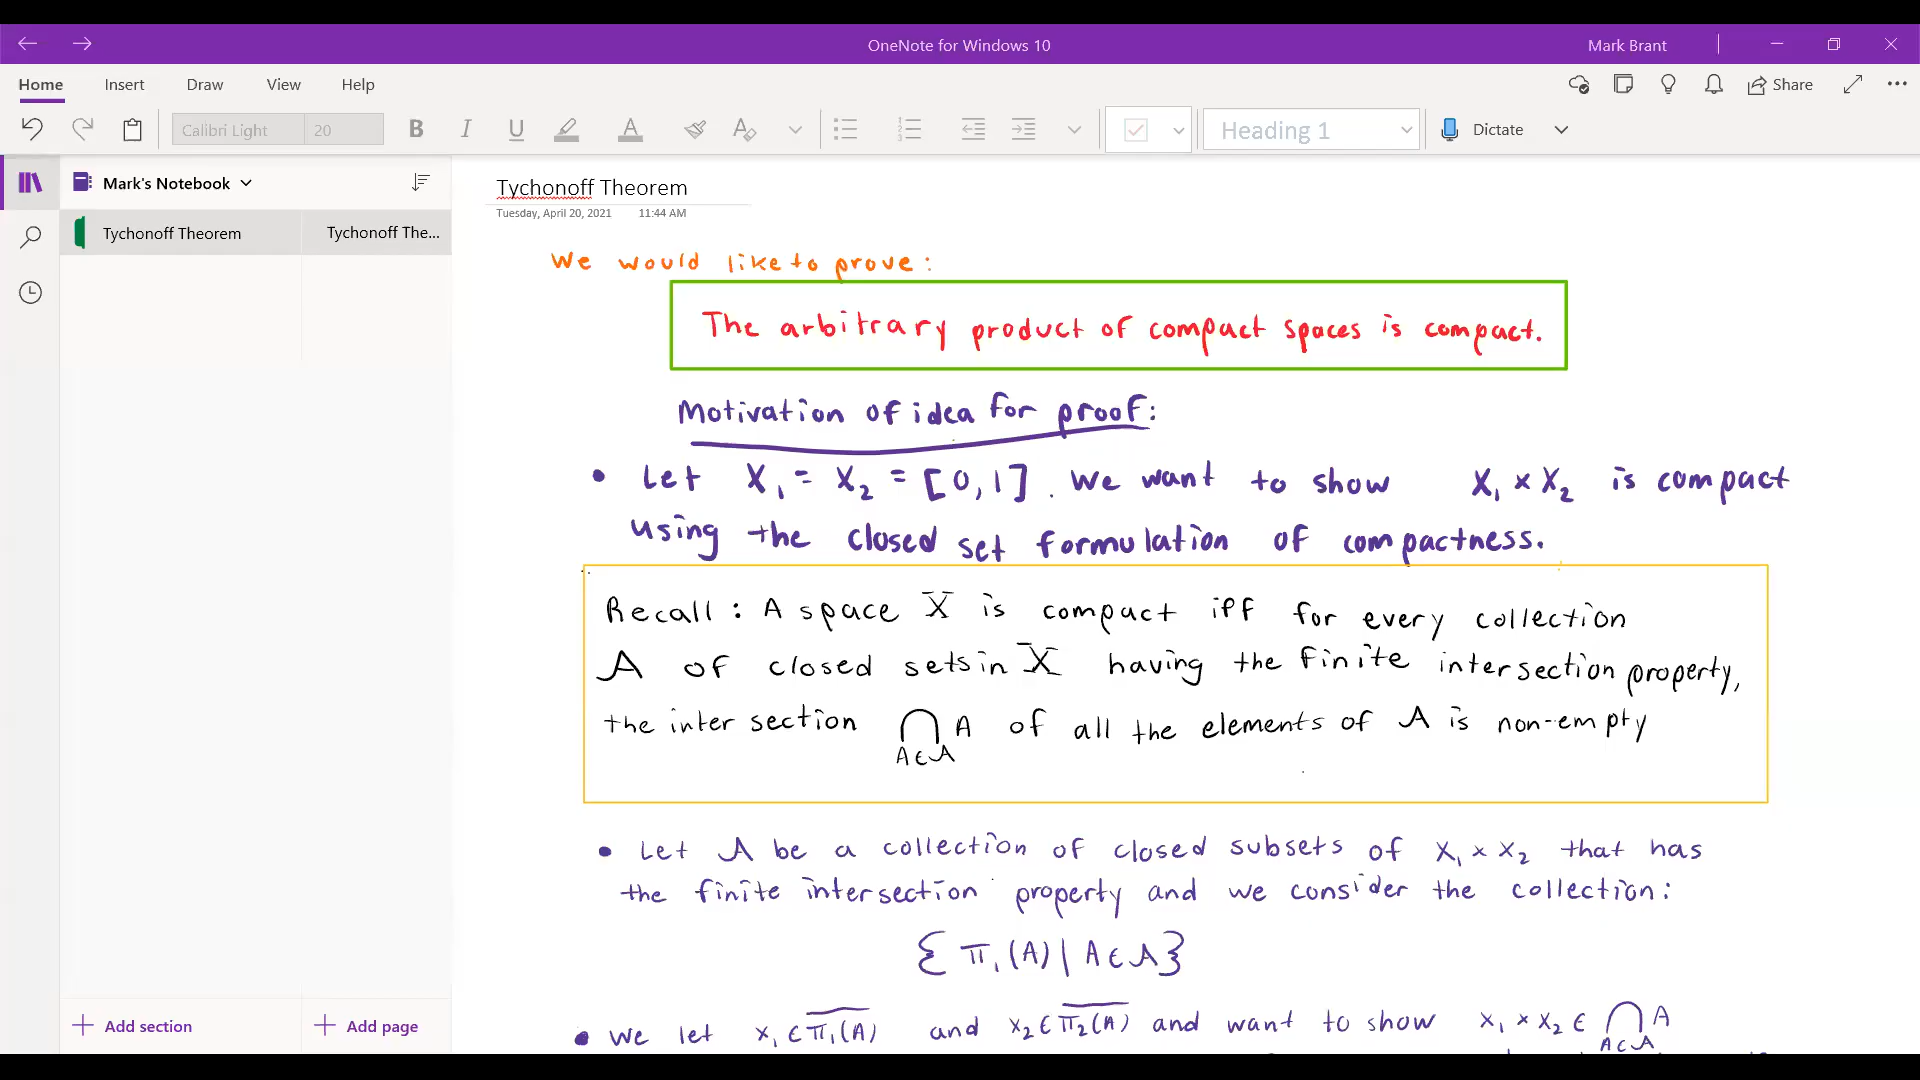 OneNote for Windows 10
Mark Brant
Home Insert Draw View Help
Share
Calibri Light 20
B I U A
Heading 1
Dictate
Mark's Notebook
Tychonoff Theorem
Tychonoff The...
Tychonoff Theorem
Tuesday, April 20, 2021 11:44 AM
We would like to prove:
The arbitrary product of compact spaces is compact.
Motivation of idea for proof:
• Let X₁ = X₂ = [0,1]. We want to show X₁ × X₂ is compact
using the closed set formulation of compactness.
Recall: A space X is compact iff for every collection
𝒜 of closed sets in X having the finite intersection property,
the intersection ⋂ A of all the elements of 𝒜 is non-empty
A∈𝒜
• Let 𝒜 be a collection of closed subsets of X₁ × X₂ that has
the finite intersection property and we consider the collection:
{π₁(A) | A∈𝒜}
• We let x₁ ∈ \overline{π₁(A)} and x₂ ∈ \overline{π₂(A)} and want to show x₁ × x₂ ∈ ⋂ A
A∈𝒜
Add section
Add page